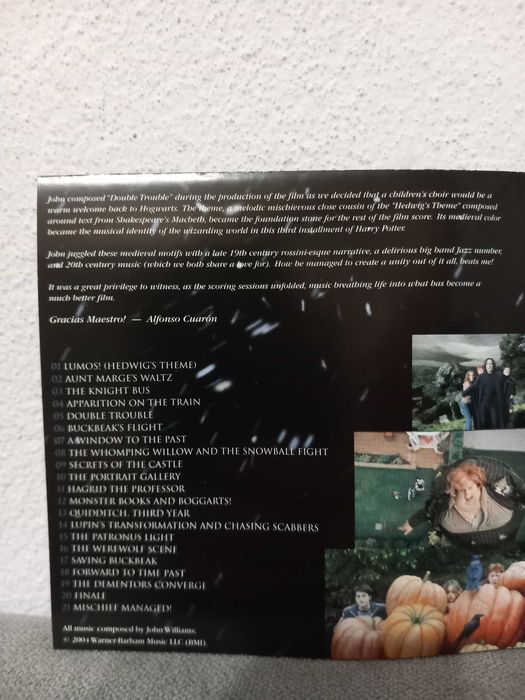 John composed "Double Trouble" during the production of the film as we decided that a children's choir would be a
warm welcome back to Hogwarts. The theme, a melodic mischievous close cousin of the "Hedwig's Theme" composed
around text from Shakespeare's Macbeth, became the foundation stone for the rest of the film score. Its medieval color
became the musical identity of the wizarding world in this third installment of Harry Potter.
John juggled these medieval motifs with a late 19th century rossini-esque narrative, a delirious big band Jazz number,
and 20th century music (which we both share a love for). How he managed to create a unity out of it all, beats me!
It was a great privilege to witness, as the scoring sessions unfolded, music breathing life into what has become a
much better film.
Gracias Maestro! — Alfonso Cuarón
01 LUMOS! (HEDWIG'S THEME)
02 AUNT MARGE'S WALTZ
03 THE KNIGHT BUS
04 APPARITION ON THE TRAIN
05 DOUBLE TROUBLE
06 BUCKBEAK'S FLIGHT
07 A WINDOW TO THE PAST
08 THE WHOMPING WILLOW AND THE SNOWBALL FIGHT
09 SECRETS OF THE CASTLE
10 THE PORTRAIT GALLERY
11 HAGRID THE PROFESSOR
12 MONSTER BOOKS AND BOGGARTS!
13 QUIDDITCH, THIRD YEAR
14 LUPIN'S TRANSFORMATION AND CHASING SCABBERS
15 THE PATRONUS LIGHT
16 THE WEREWOLF SCENE
17 SAVING BUCKBEAK
18 FORWARD TO TIME PAST
19 THE DEMENTORS CONVERGE
20 FINALE
21 MISCHIEF MANAGED!
All music composed by John Williams;
© 2003 Warner-Barham Music LLC (BMI)